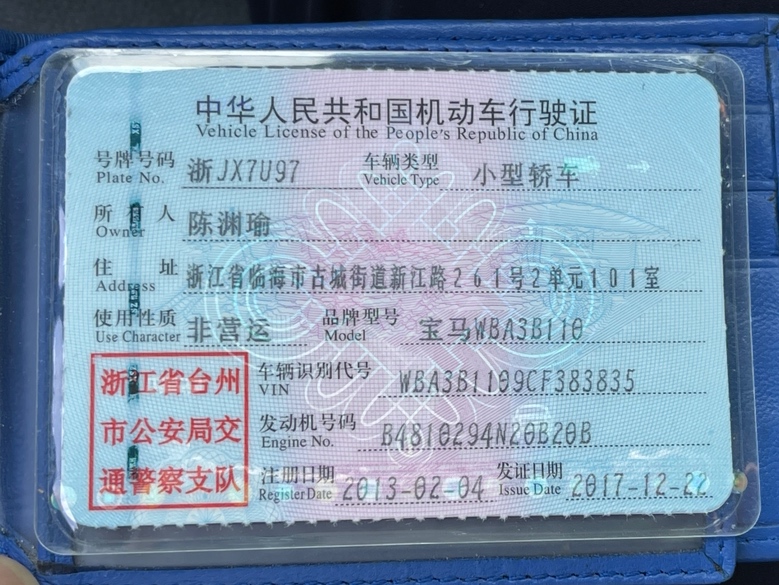 中华人民共和国机动车行驶证
Vehicle License of the People's Republic of China
号牌号码 浙JX7U97 车辆类型 小型轿车
Plate No. Vehicle Type
所有人 陈渊瑜
Owner
住址 浙江省临海市古城街道新江路261号2单元101室
Address
使用性质 非营运 品牌型号 宝马WBA3B110
Use Character Model
浙江省台州
市公安局交
通警察支队
车辆识别代号 WBA3B1109CF383835
VIN
发动机号码 B4810294N20B20B
Engine No.
注册日期 2013-02-04 发证日期 2017-12-22
Register Date Issue Date